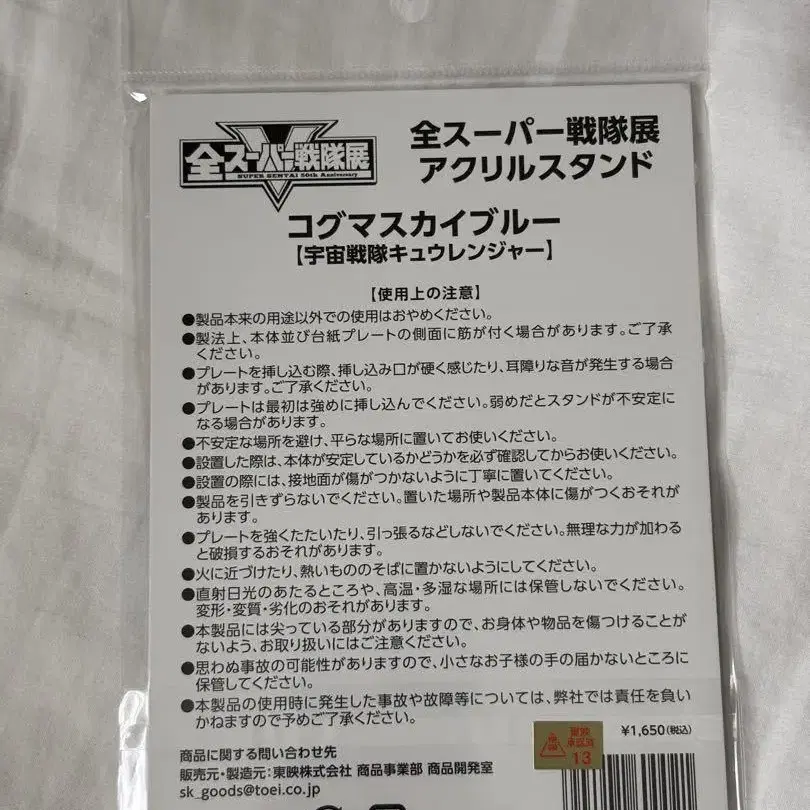 全スーパー戦隊展
SUPER SENTAI 50th Anniversary
全スーパー戦隊展
アクリルスタンド
コグマスカイブルー
【宇宙戦隊キュウレンジャー】
【使用上の注意】
●製品本来の用途以外での使用はおやめください。
●製法上、本体並び台紙プレートの側面に筋が付く場合があります。ご了承
ください。
●プレートを挿し込む際、挿し込み口が硬く感じたり、耳障りな音が発生する場合
があります。ご了承ください。
●プレートは最初は強めに挿し込んでください。弱めだとスタンドが不安定に
なる場合があります。
●不安定な場所を避け、平らな場所に置いてお使いください。
●設置した際は、本体が安定しているかどうかを必ず確認してからお使いください。
●設置の際には、接地面が傷がつかないように丁寧に置いてください。
●製品を引きずらないでください。置いた場所や製品本体に傷がつくおそれが
あります。
●プレートを強くたたいたり、引っ張るなどしないでください。無理な力が加わる
と破損するおそれがあります。
●火に近づけたり、熱いもののそばに置かないようにしてください。
●直射日光のあたるところや、高温・多湿な場所には保管しないでください。
変形・変質・劣化のおそれがあります。
●本製品には尖っている部分がありますので、お身体や物品を傷つけることが
ないよう、お取り扱いにはご注意ください。
●思わぬ事故の可能性がありますので、小さなお子様の手の届かないところに
保管してください。
●本製品の使用時に発生した事故や故障等については、弊社では責任を負い
かねますので予めご了承ください。
¥1,650(税込)
13
商品に関する問い合わせ先
販売元・製造元:東映株式会社 商品事業部 商品開発室
sk_goods@toei.co.jp